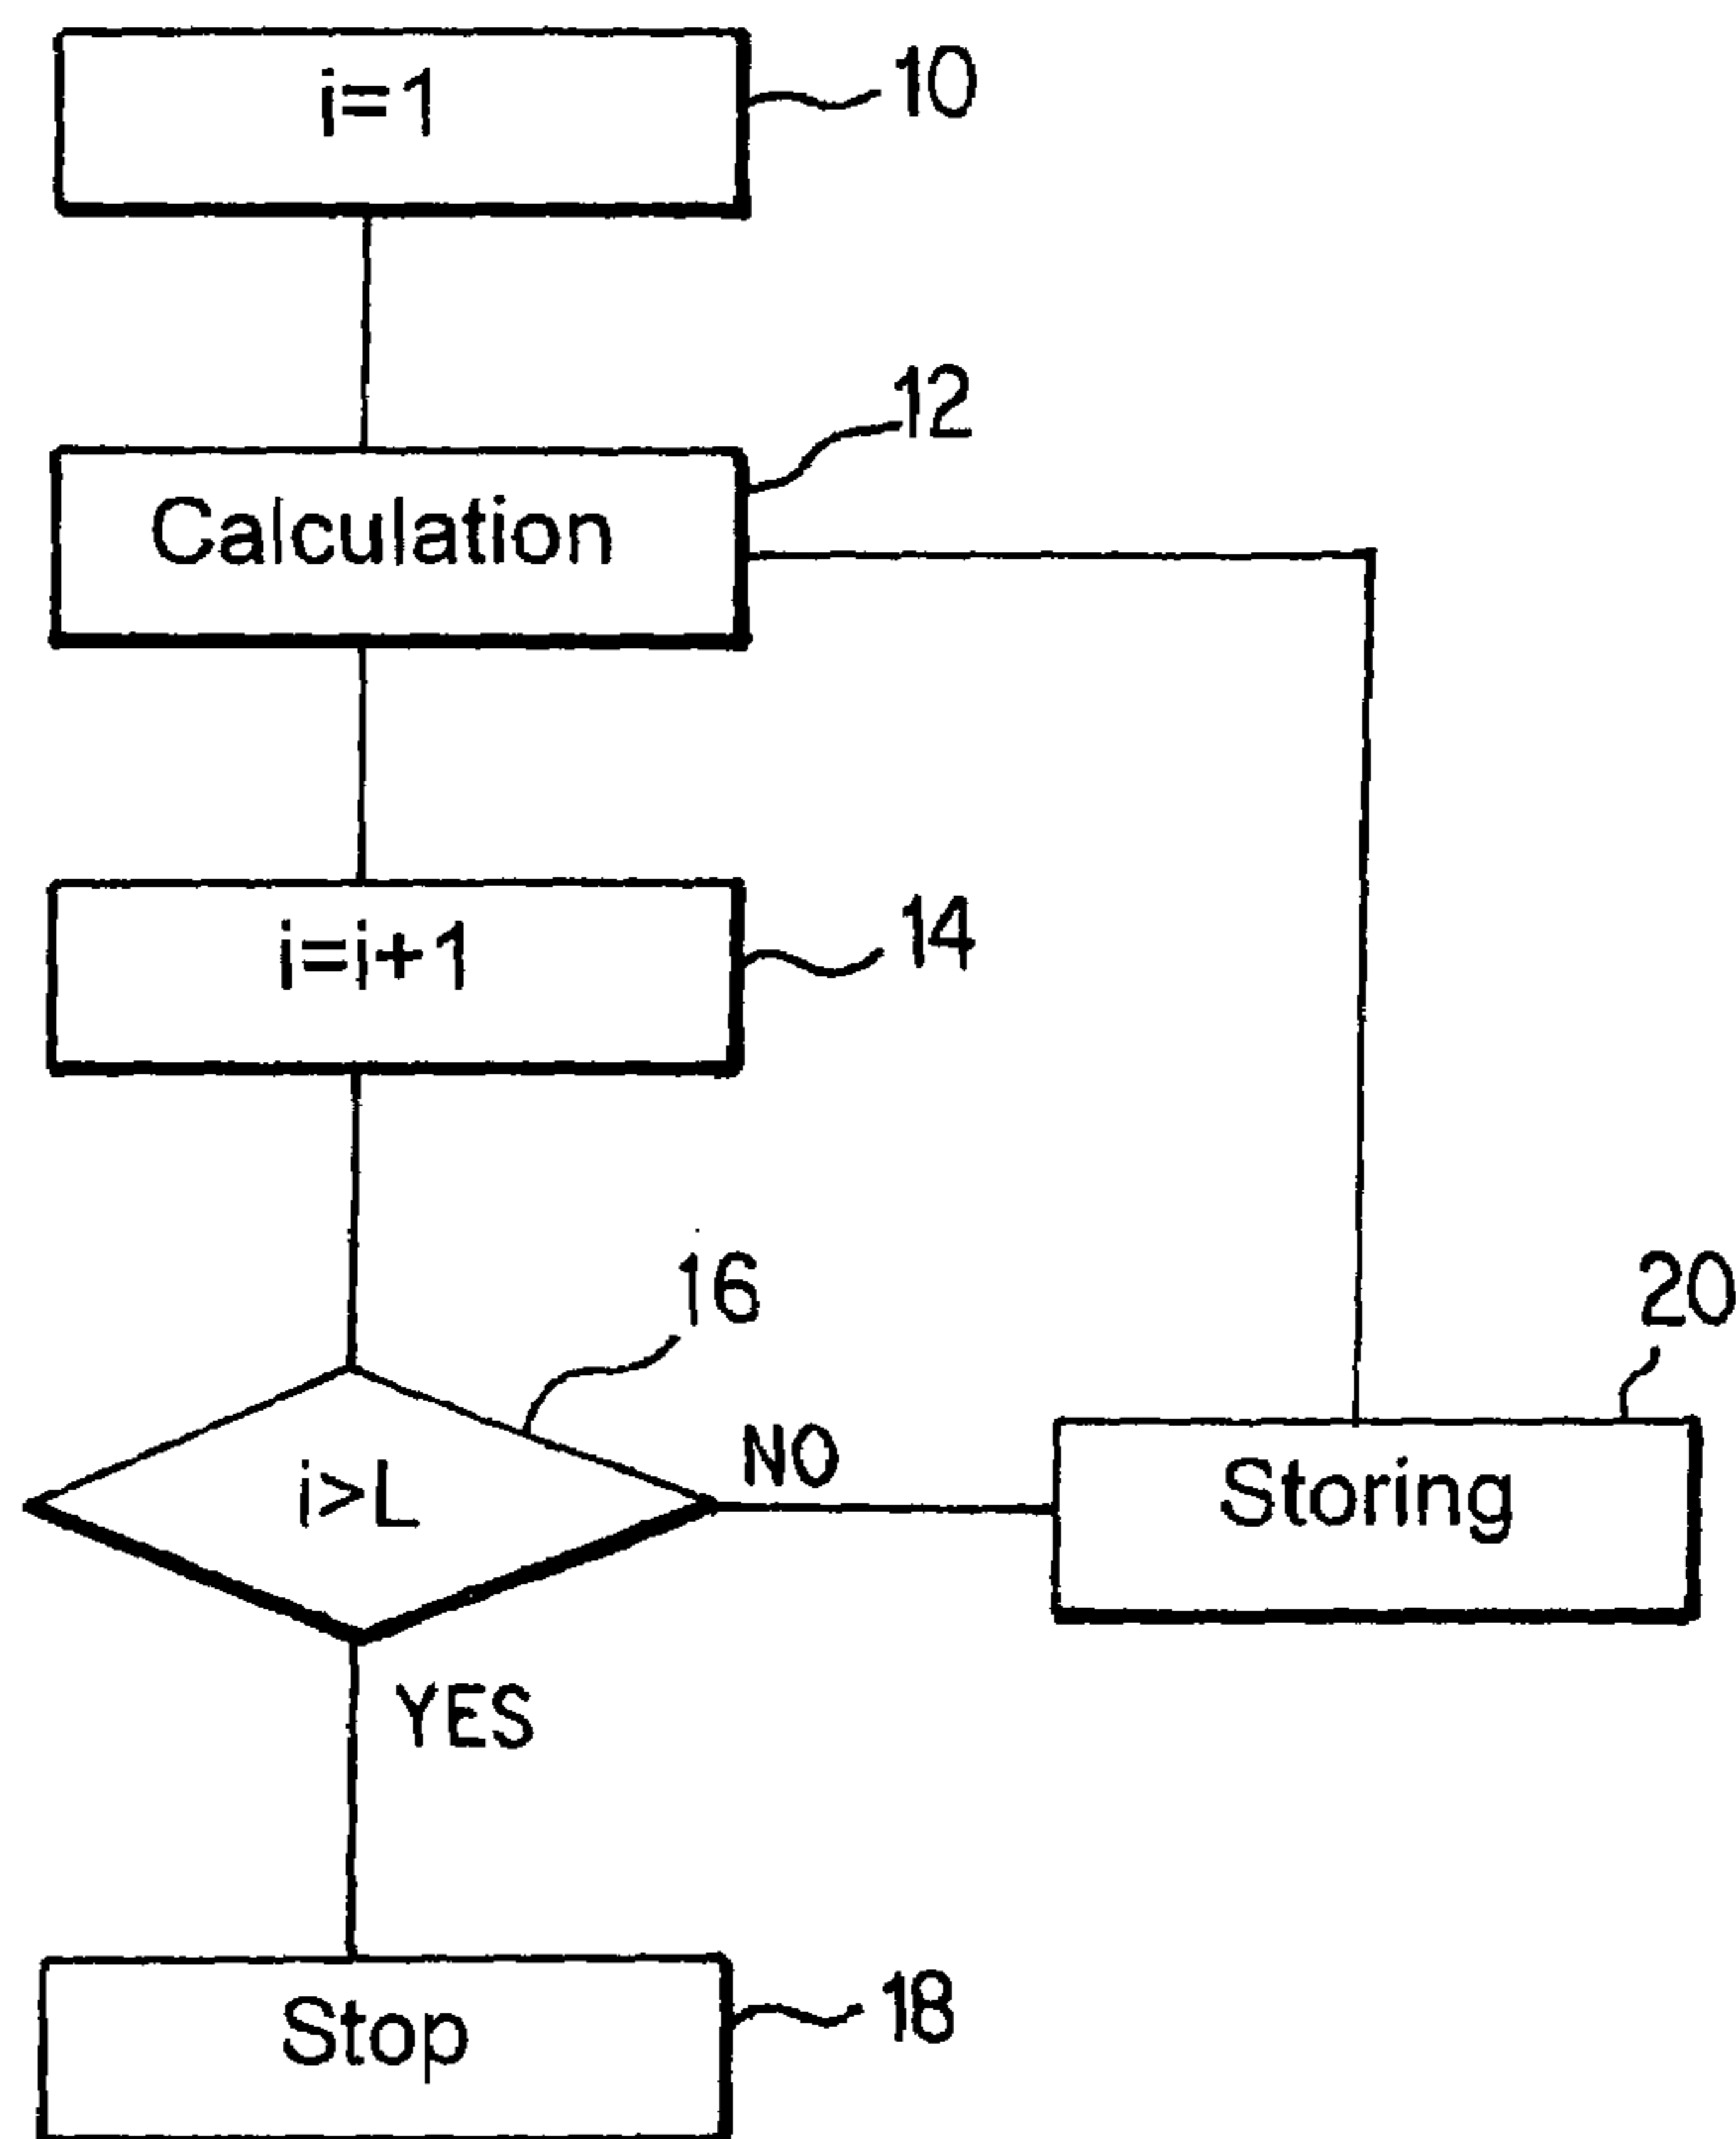 i=1
10
12
Calculation
i=i+1
14
16
20
i>L
NO
Storing
YES
Stop
18